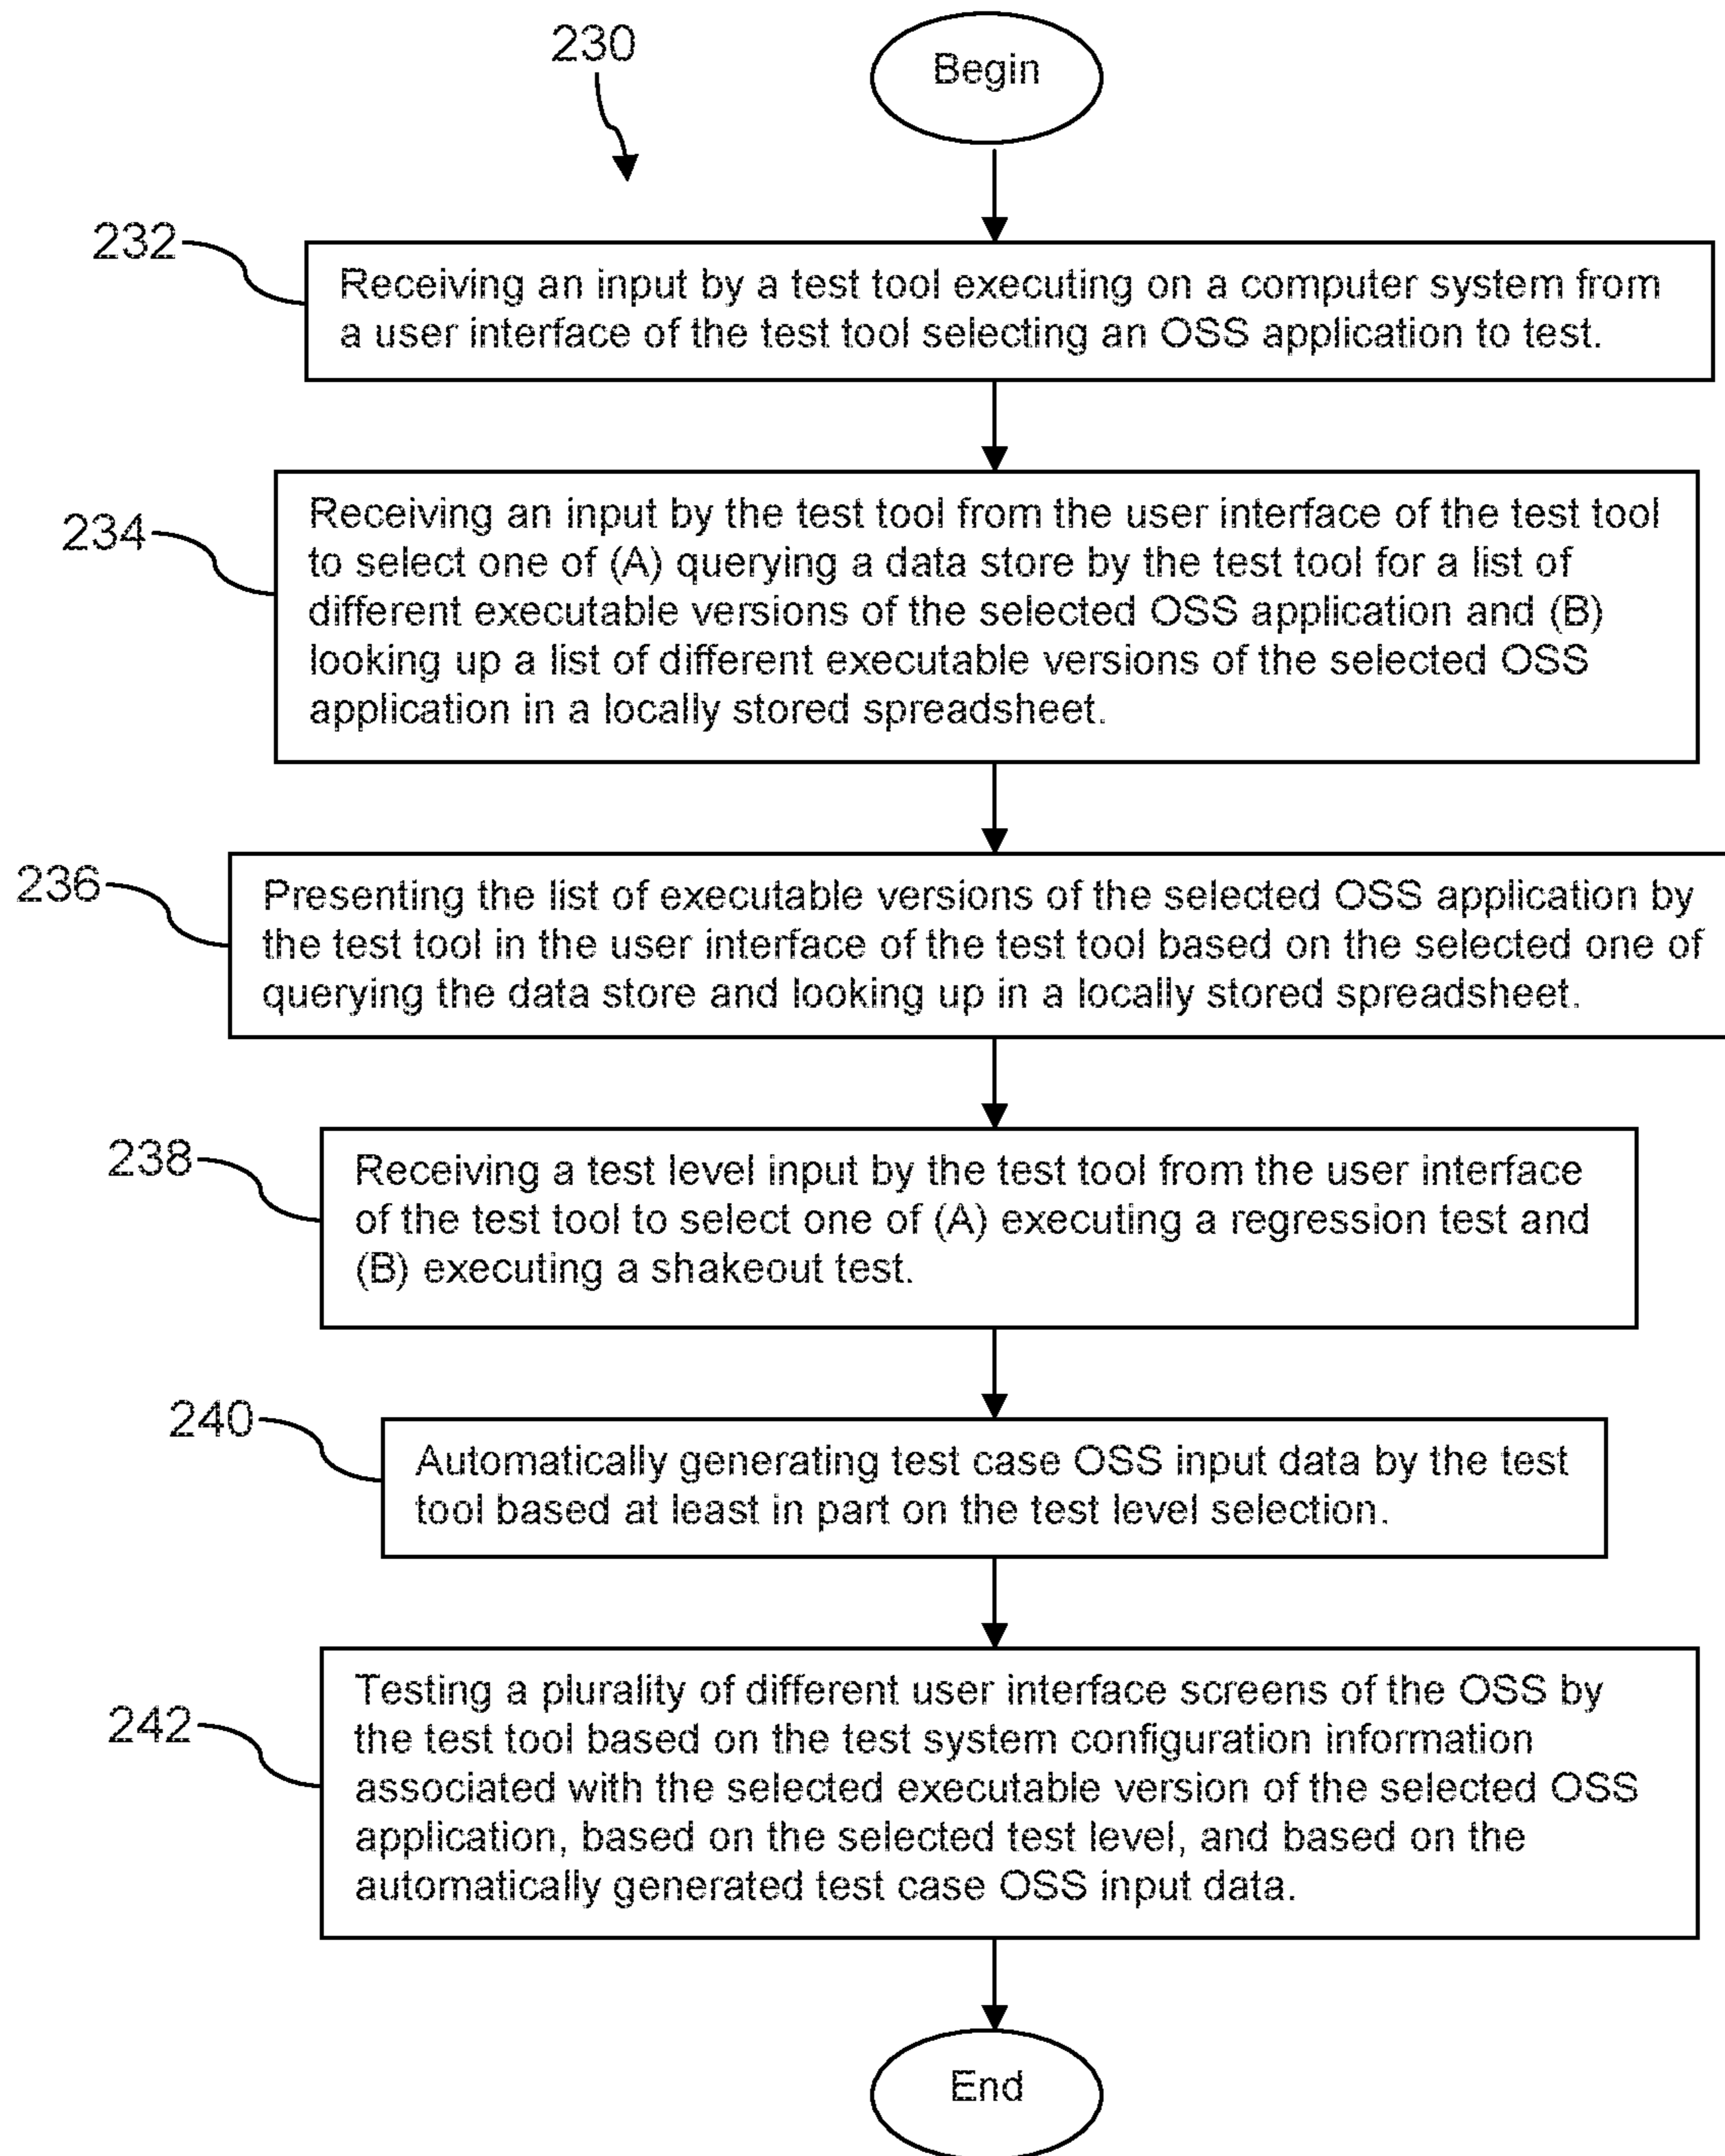 230
Begin
232
Receiving an input by a test tool executing on a computer system from
a user interface of the test tool selecting an OSS application to test.
234
Receiving an input by the test tool from the user interface of the test tool
to select one of (A) querying a data store by the test tool for a list of
different executable versions of the selected OSS application and (B)
looking up a list of different executable versions of the selected OSS
application in a locally stored spreadsheet.
236
Presenting the list of executable versions of the selected OSS application by
the test tool in the user interface of the test tool based on the selected one of
querying the data store and looking up in a locally stored spreadsheet.
238
Receiving a test level input by the test tool from the user interface
of the test tool to select one of (A) executing a regression test and
(B) executing a shakeout test.
240
Automatically generating test case OSS input data by the test
tool based at least in part on the test level selection.
242
Testing a plurality of different user interface screens of the OSS by
the test tool based on the test system configuration information
associated with the selected executable version of the selected OSS
application, based on the selected test level, and based on the
automatically generated test case OSS input data.
End